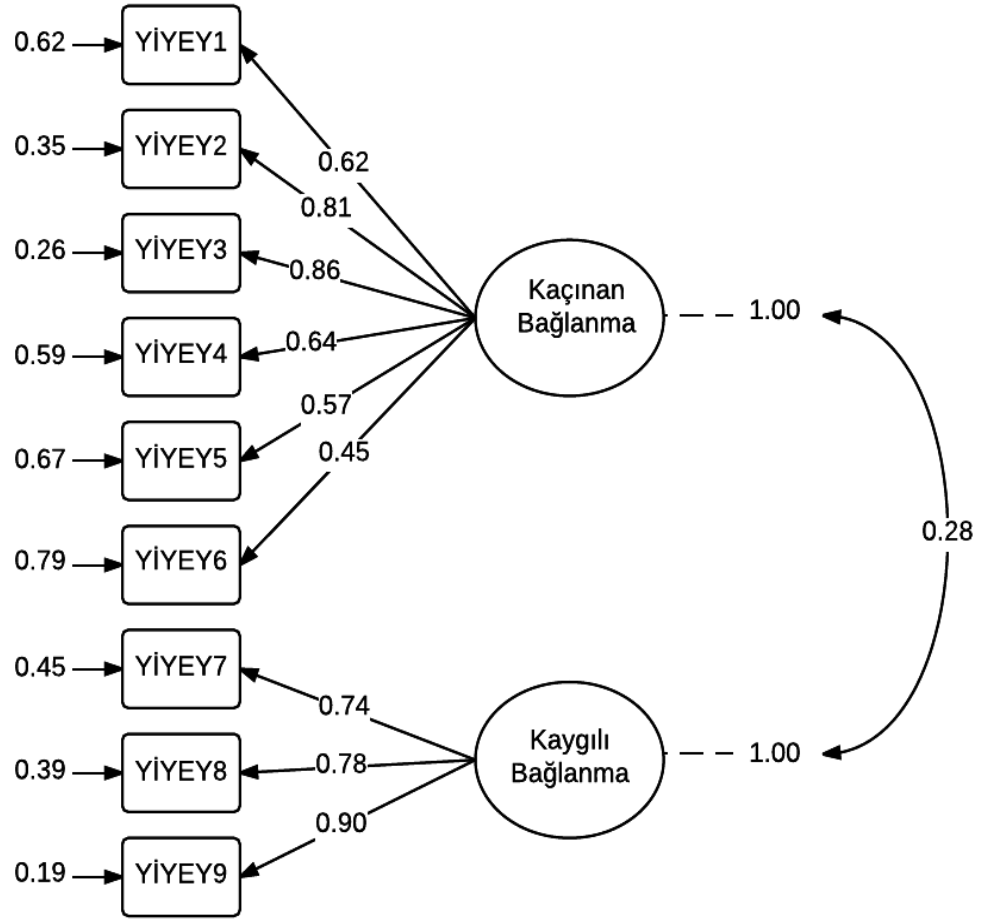 0.62 YİYEY1
0.35 YİYEY2
0.26 YİYEY3
0.59 YİYEY4
0.67 YİYEY5
0.79 YİYEY6
0.45 YİYEY7
0.39 YİYEY8
0.19 YİYEY9
0.62
0.81
0.86
0.64
0.57
0.45
0.74
0.78
0.90
Kaçınan
Bağlanma
1.00
Kaygılı
Bağlanma
1.00
0.28